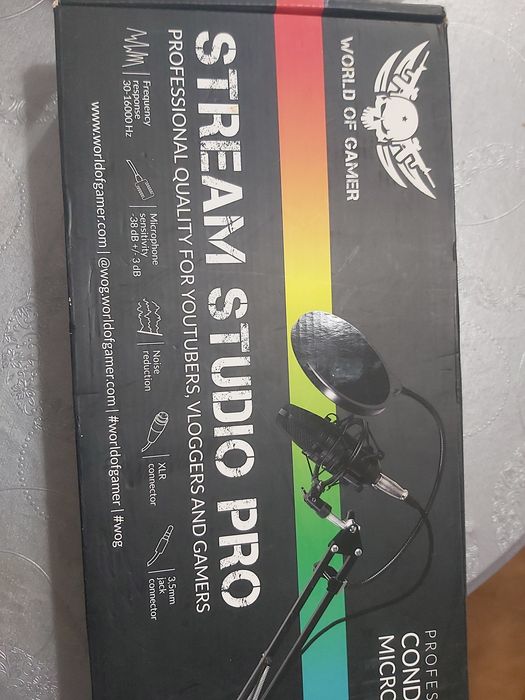 WORLD OF GAMER
STREAM STUDIO PRO
PROFESSIONAL QUALITY FOR YOUTUBERS, VLOGGERS AND GAMERS
Frequency
response
30-16000 Hz
Microphone
sensitivity
-38 dB +/- 3 dB
Noise
reduction
XLR
connector
3.5mm
jack
connector
www.worldofgamer.com | @wog.worldofgamer.com | #worldofgamer | #wog
PROFES
COND
MICRO